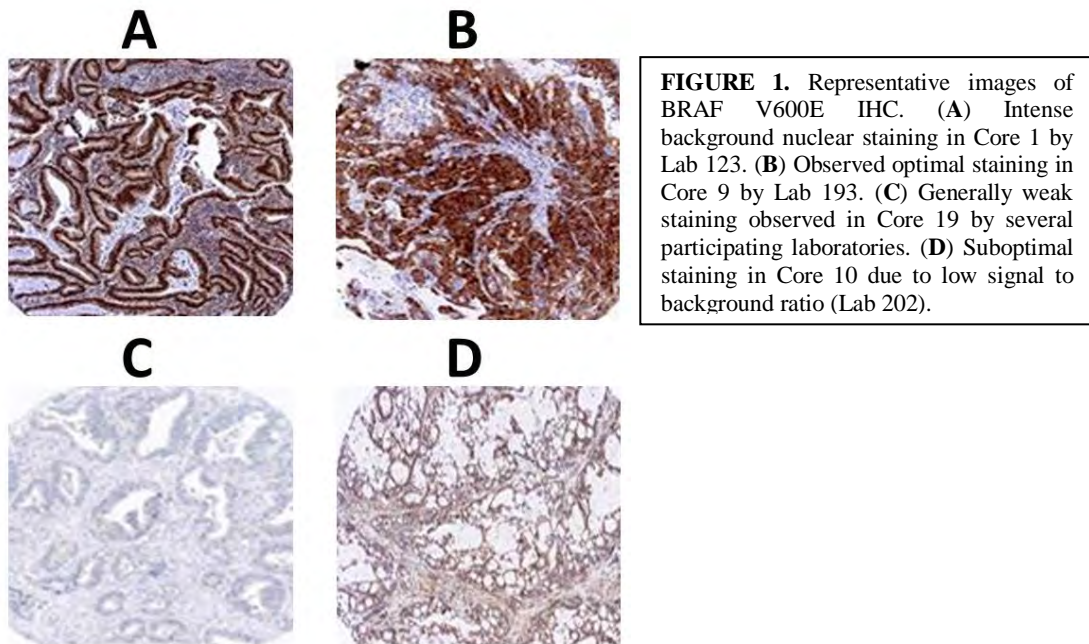 A
B
FIGURE 1. Representative images of
BRAF V600E IHC. (A) Intense
background nuclear staining in Core 1 by
Lab 123. (B) Observed optimal staining in
Core 9 by Lab 193. (C) Generally weak
staining observed in Core 19 by several
participating laboratories. (D) Suboptimal
staining in Core 10 due to low signal to
background ratio (Lab 202).
C
D